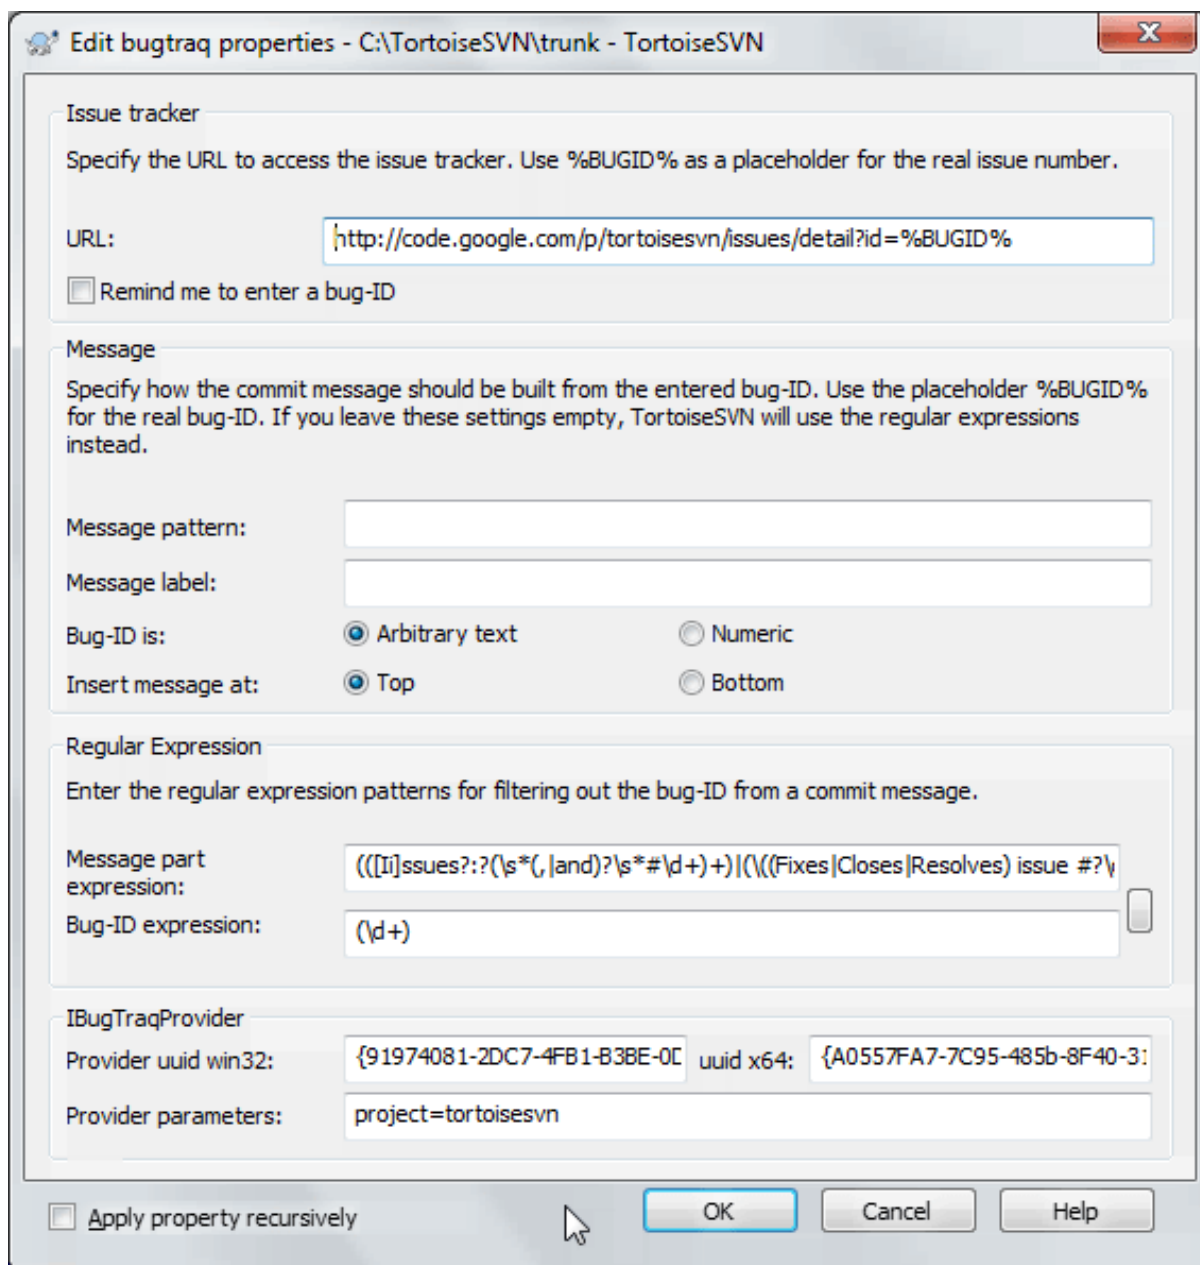 Edit bugtraq properties - C:\TortoiseSVN\trunk - TortoiseSVN
Issue tracker
Specify the URL to access the issue tracker. Use %BUGID% as a placeholder for the real issue number.
URL: http://code.google.com/p/tortoisesvn/issues/detail?id=%BUGID%
Remind me to enter a bug-ID
Message
Specify how the commit message should be built from the entered bug-ID. Use the placeholder %BUGID%
for the real bug-ID. If you leave these settings empty, TortoiseSVN will use the regular expressions
instead.
Message pattern:
Message label:
Bug-ID is: Arbitrary text Numeric
Insert message at: Top Bottom
Regular Expression
Enter the regular expression patterns for filtering out the bug-ID from a commit message.
Message part
expression:
(([Ii]ssues?:?(\s*(,|and)?\s*#\d+)+)|(\((Fixes|Closes|Resolves) issue #?\
Bug-ID expression: (\d+)
IBugTraqProvider
Provider uuid win32: {91974081-2DC7-4FB1-B3BE-0D uuid x64: {A0557FA7-7C95-485b-8F40-31
Provider parameters: project=tortoisesvn
Apply property recursively OK Cancel Help